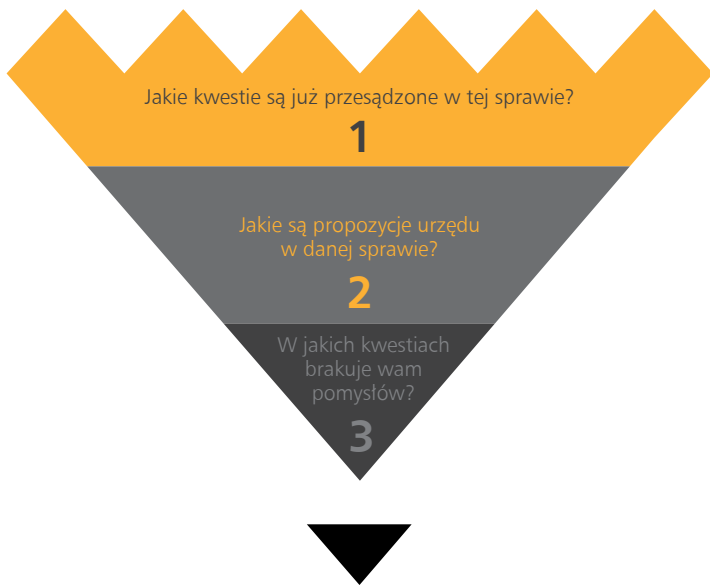 Jakie kwestie są już przesądzone w tej sprawie?
1
Jakie są propozycje urzędu
w danej sprawie?
2
W jakich kwestiach
brakuje wam
pomysłów?
3